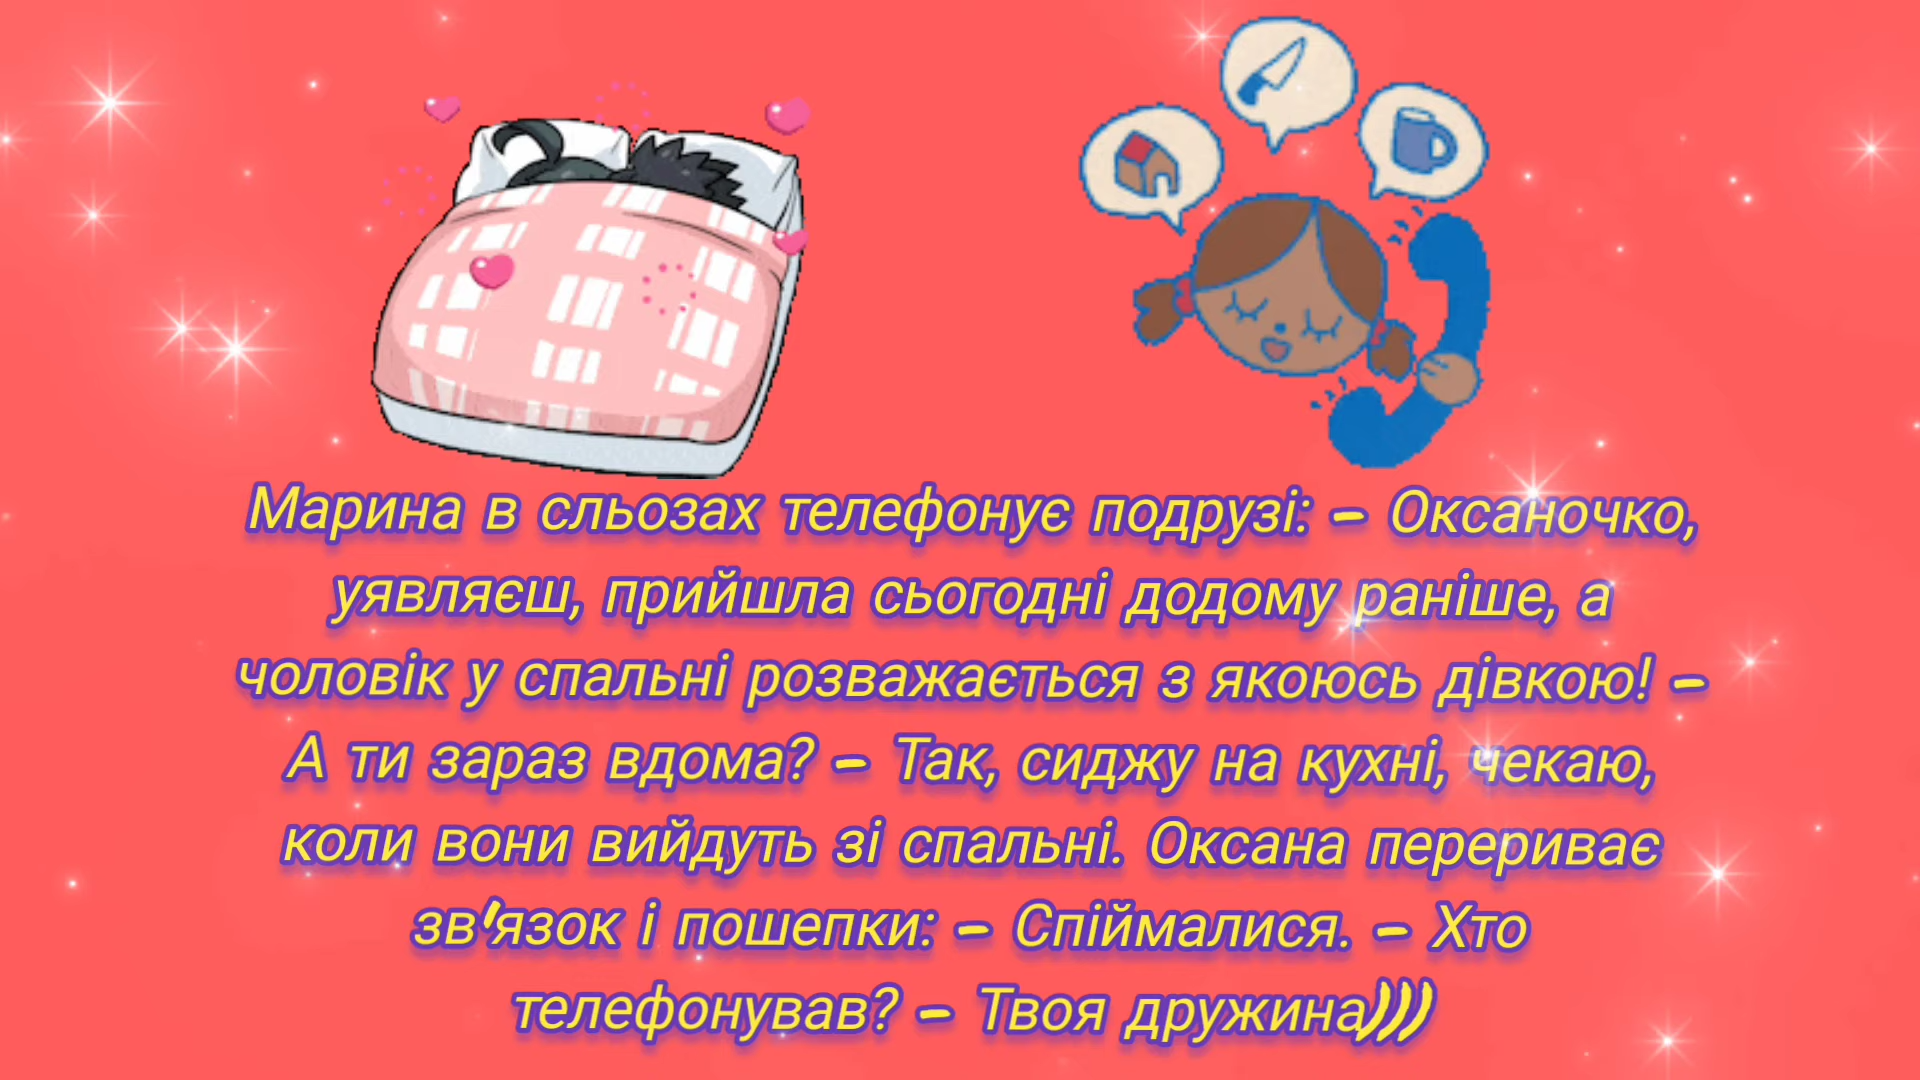 Марина в сльозах телефонує подрузі: – Оксаночко,
уявляєш, прийшла сьогодні додому раніше, а
чоловік у спальні розважається з якоюсь дівкою! –
А ти зараз вдома? – Так, сиджу на кухні, чекаю,
коли вони вийдуть зі спальні. Оксана перериває
зв'язок і пошепки: – Спіймалися. – Хто
телефонував? – Твоя дружина)))